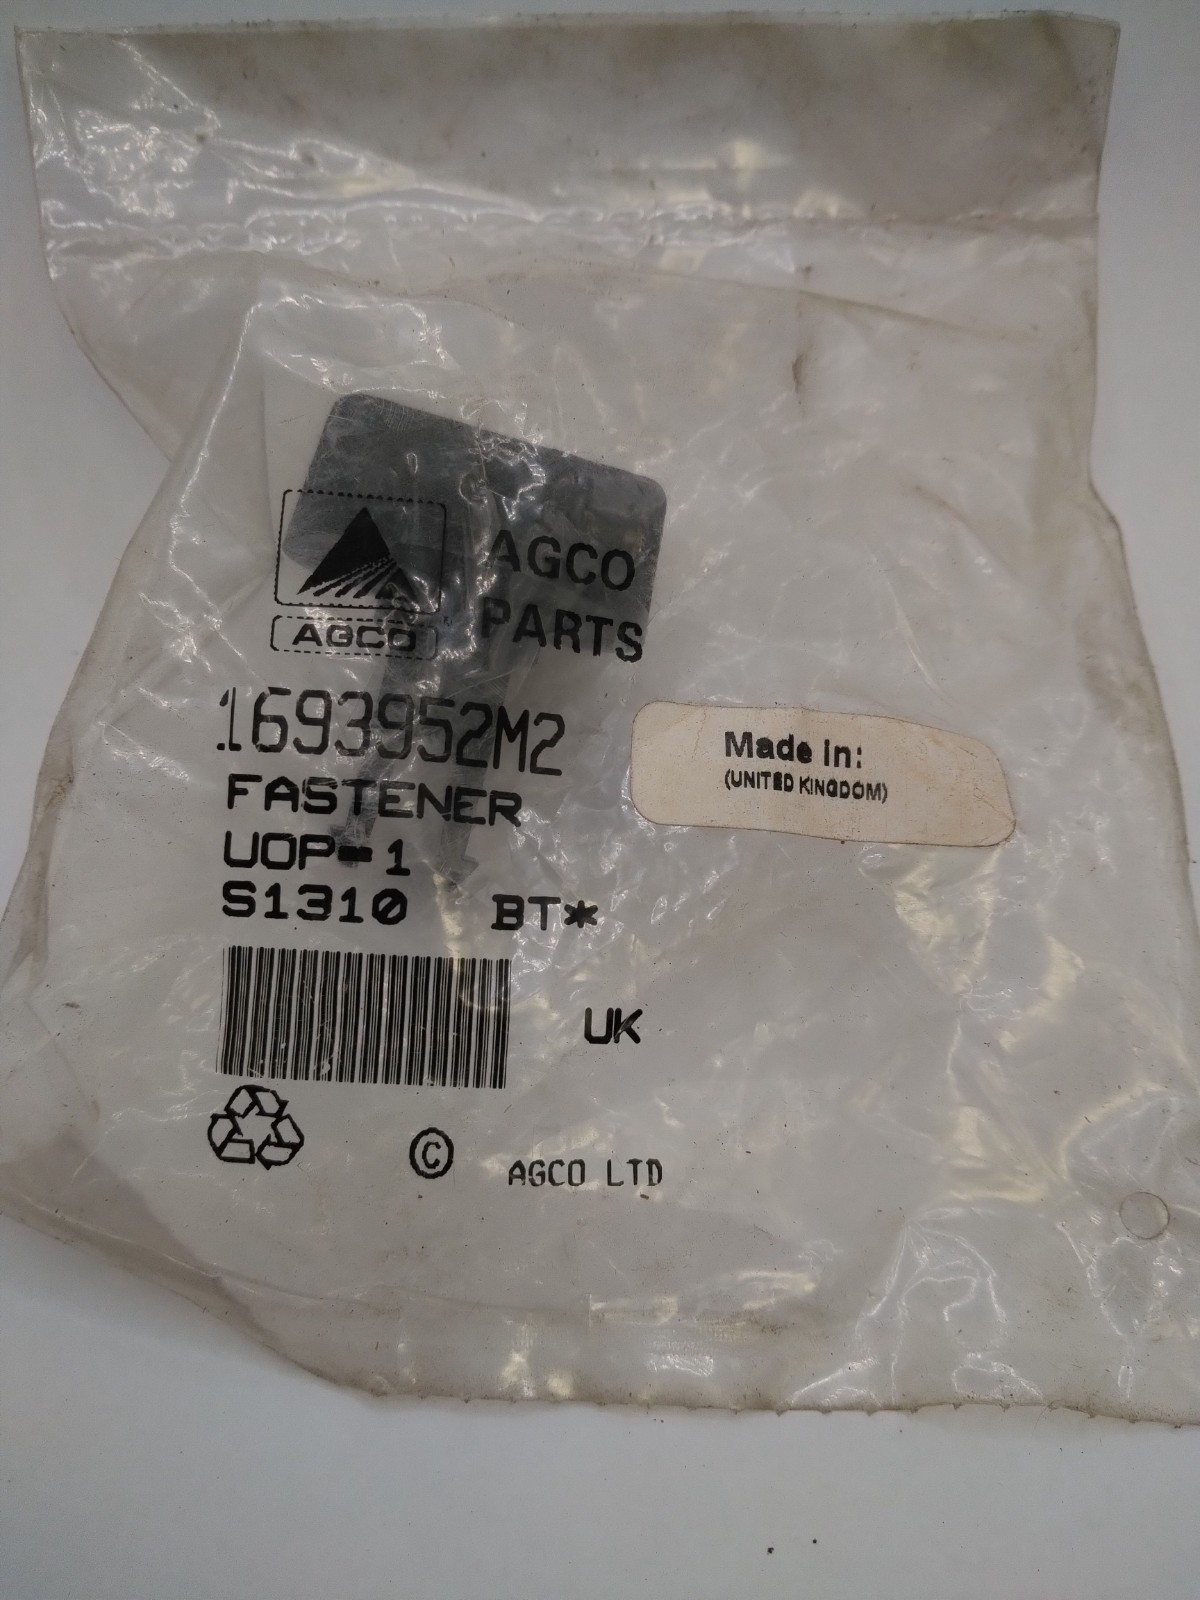 AGCO
PARTS
AGCO
R
1693952M2
FASTENER
UOP-1
S1310 BT*
Made in:
(UNITED KINGDOM)
UK
© AGCO LTD